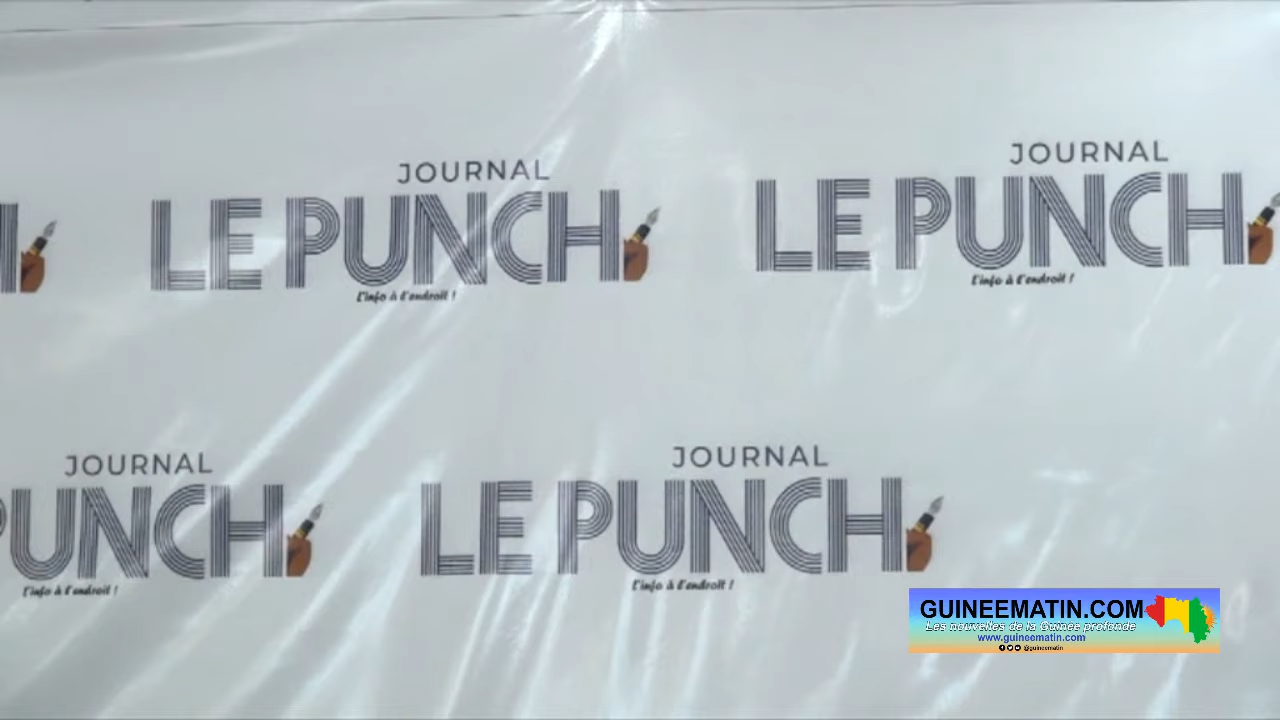 JOURNAL
LE PUNCH
L'info à l'endroit !
JOURNAL
LE PUNCH
L'info à l'endroit !
JOURNAL
PUNCH
L'info à l'endroit !
JOURNAL
LE PUNCH
L'info à l'endroit !
GUINEEMATIN.COM
Les nouvelles de la Guinée profonde
www.guineematin.com
@guineematin